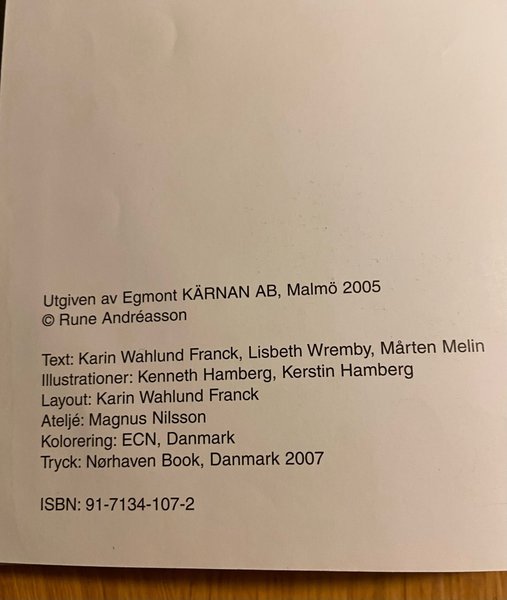 Utgiven av Egmont KÄRNAN AB, Malmö 2005
© Rune Andréasson
Text: Karin Wahlund Franck, Lisbeth Wremby, Mårten Melin
Illustrationer: Kenneth Hamberg, Kerstin Hamberg
Layout: Karin Wahlund Franck
Ateljé: Magnus Nilsson
Kolorering: ECN, Danmark
Tryck: Nørhaven Book, Danmark 2007
ISBN: 91-7134-107-2